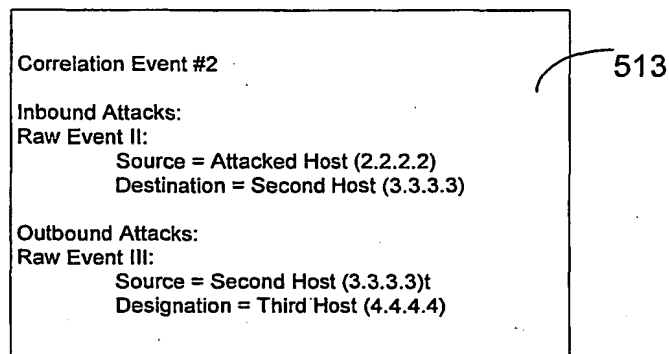 Correlation Event #2
513
Inbound Attacks:
Raw Event II:
Source = Attacked Host (2.2.2.2)
Destination = Second Host (3.3.3.3)
Outbound Attacks:
Raw Event III:
Source = Second Host (3.3.3.3)t
Designation = Third Host (4.4.4.4)